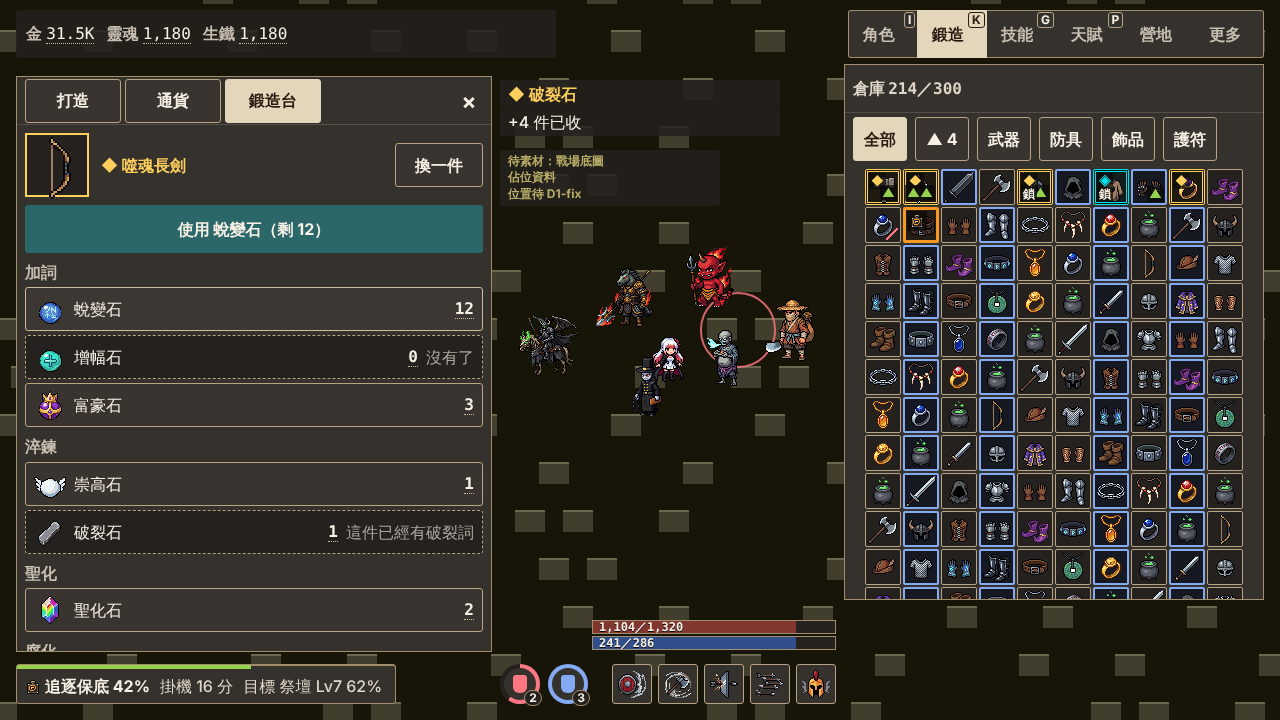 金 31.5K 靈魂 1,180 生鐵 1,180
角色 I
鍛造 K
技能 G
天賦 P
營地
更多
打造
通貨
鍛造台
×
◆ 噬魂長劍
換一件
使用 蛻變石（剩 12）
加詞
蛻變石 12
增幅石 0 沒有了
富豪石 3
淬鍊
崇高石 1
破裂石 1 這件已經有破裂詞
聖化
聖化石 2
腐化
◆ 破裂石
+4 件已收
待素材：戰場底圖
佔位資料
位置待 D1-fix
倉庫 214／300
全部
▲ 4
武器
防具
飾品
護符
鎖
鎖
1,104／1,320
241／286
追逐保底 42% 掛機 16 分 目標 祭壇 Lv7 62%
2
3